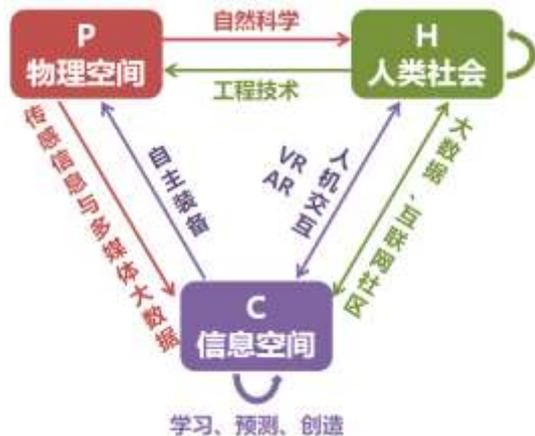 P
物理空间
自然科学
H
人类社会
工程技术
传感信息与多媒体大数据
自主装备
人机交互
VR
AR
大数据、互联网社区
C
信息空间
学习、预测、创造